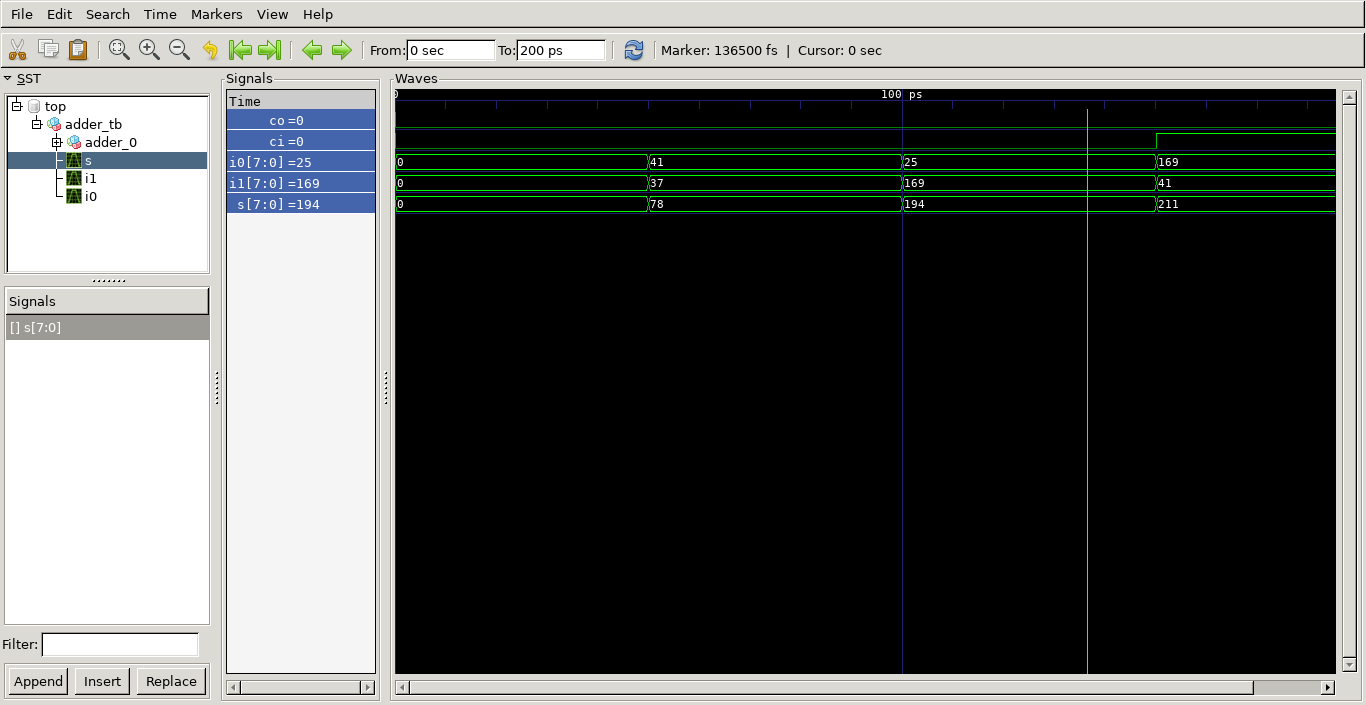 File Edit Search Time Markers View Help
From: 0 sec To: 200 ps Marker: 136500 fs | Cursor: 0 sec
SST
top
adder_tb
adder_0
s
i1
i0
Signals
[] s[7:0]
Filter:
Append Insert Replace
Signals
Time
co=0
ci=0
i0[7:0]=25
i1[7:0]=169
s[7:0]=194
Waves
0 100 ps
0 41 25 169
0 37 169 41
0 78 194 211